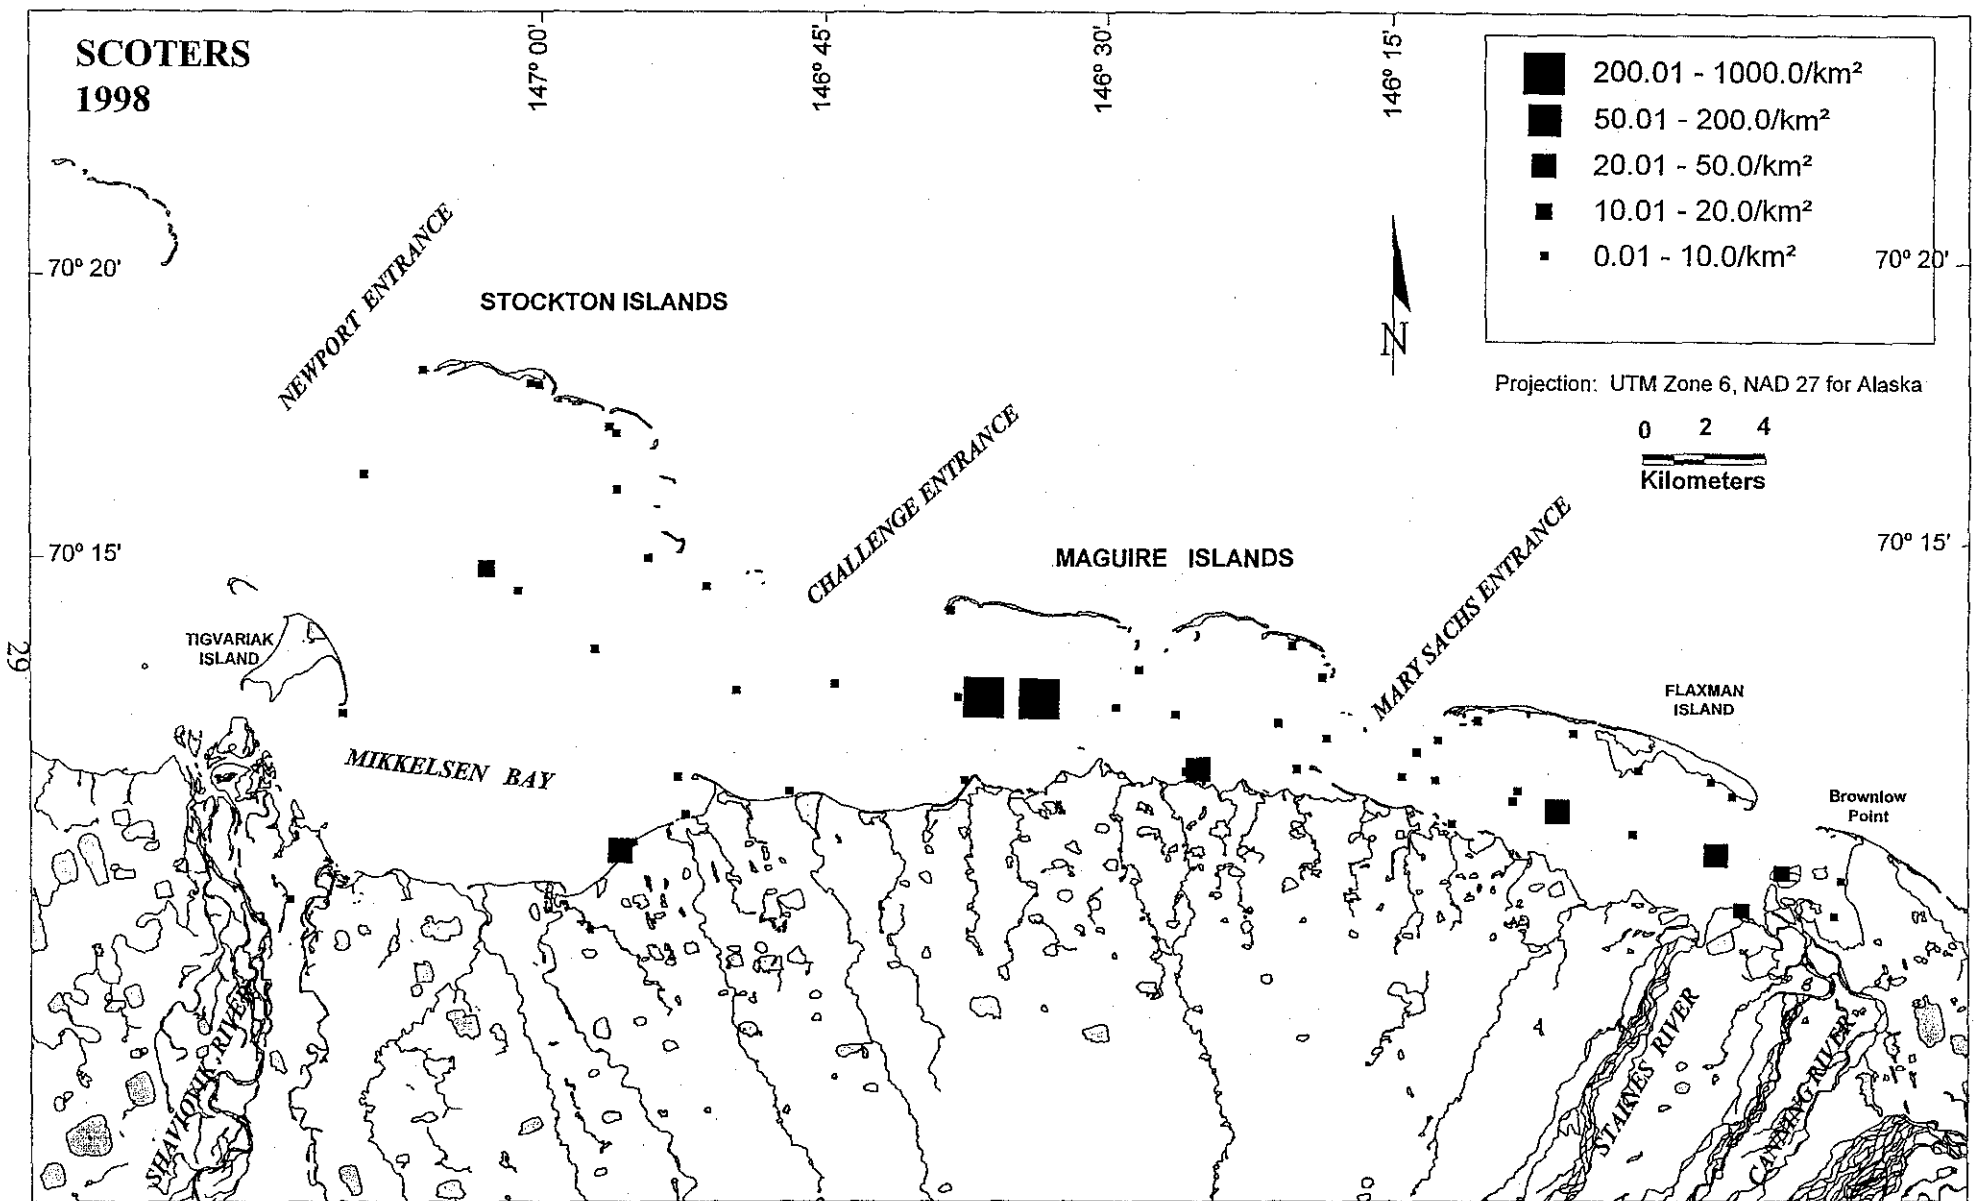 SCOTERS
1998
147° 00'
146° 45'
146° 30'
146° 15'
200.01 - 1000.0/km²
50.01 - 200.0/km²
20.01 - 50.0/km²
10.01 - 20.0/km²
0.01 - 10.0/km²
70° 20'
70° 20'
NEWPORT ENTRANCE
STOCKTON ISLANDS
N
Projection: UTM Zone 6, NAD 27 for Alaska
0 2 4
Kilometers
CHALLENGE ENTRANCE
MARY SACHS ENTRANCE
70° 15'
70° 15'
MAGUIRE ISLANDS
TIGVARIAK
ISLAND
29
FLAXMAN
ISLAND
MIKKELSEN BAY
Brownlow
Point
SHAVIOVIK RIVER
STAINES RIVER
CANNING RIVER